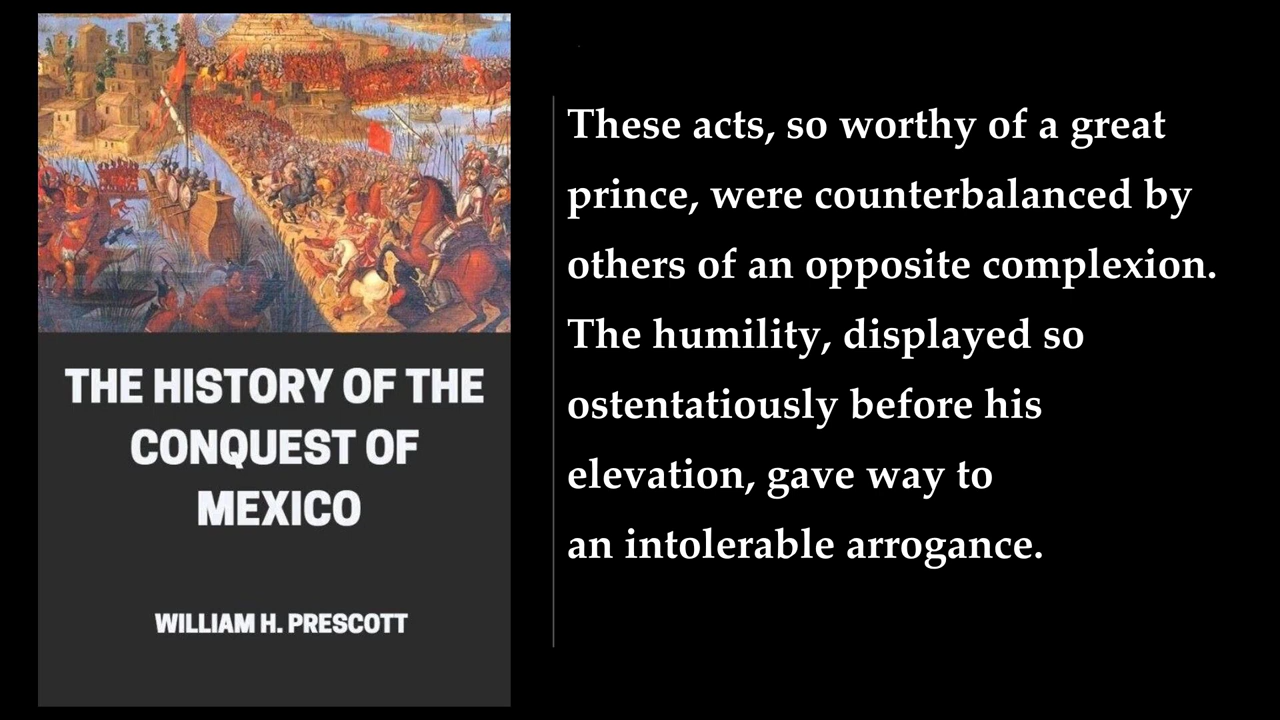 THE HISTORY OF THE
CONQUEST OF
MEXICO
WILLIAM H. PRESCOTT
These acts, so worthy of a great
prince, were counterbalanced by
others of an opposite complexion.
The humility, displayed so
ostentatiously before his
elevation, gave way to
an intolerable arrogance.